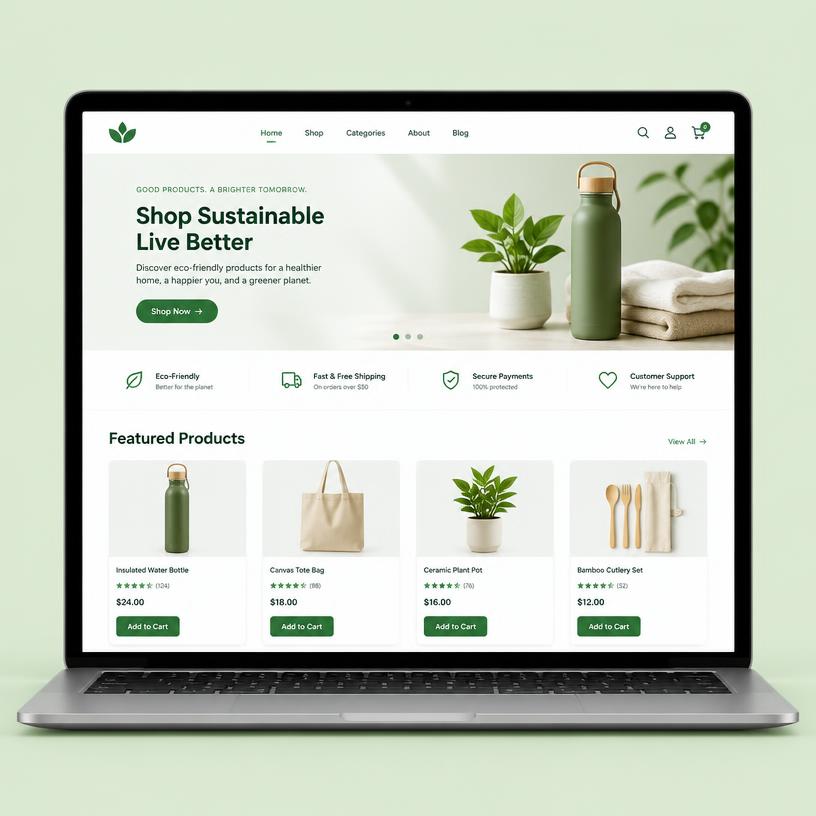 Home Shop Categories About Blog
0
GOOD PRODUCTS. A BRIGHTER TOMORROW.
Shop Sustainable
Live Better
Discover eco-friendly products for a healthier
home, a happier you, and a greener planet.
Shop Now →
Eco-Friendly
Better for the planet
Fast & Free Shipping
On orders over $50
Secure Payments
100% protected
Customer Support
We're here to help
Featured Products
View All →
Insulated Water Bottle
(124)
$24.00
Add to Cart
Canvas Tote Bag
(98)
$18.00
Add to Cart
Ceramic Plant Pot
(76)
$16.00
Add to Cart
Bamboo Cutlery Set
(52)
$12.00
Add to Cart